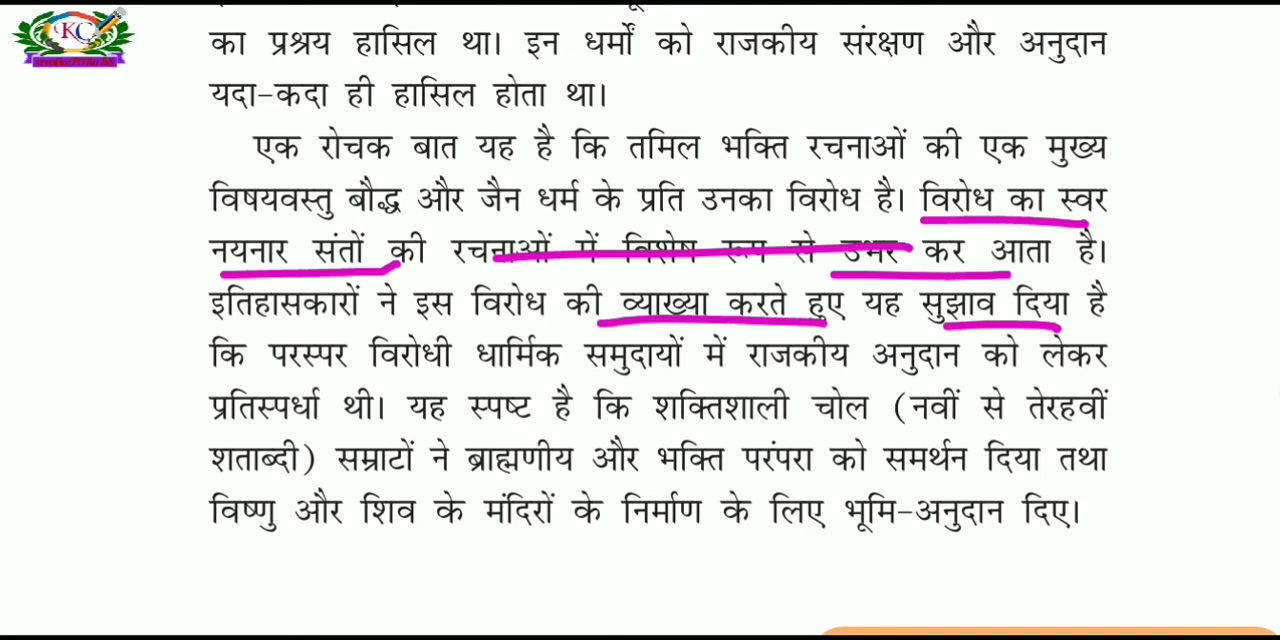 KC
का प्रश्रय हासिल था। इन धर्मों को राजकीय संरक्षण और अनुदान
यदा-कदा ही हासिल होता था।
एक रोचक बात यह है कि तमिल भक्ति रचनाओं की एक मुख्य
विषयवस्तु बौद्ध और जैन धर्म के प्रति उनका विरोध है। विरोध का स्वर
नयनार संतों की रचनाओं में विशेष रूप से उभर कर आता है।
इतिहासकारों ने इस विरोध की व्याख्या करते हुए यह सुझाव दिया है
कि परस्पर विरोधी धार्मिक समुदायों में राजकीय अनुदान को लेकर
प्रतिस्पर्धा थी। यह स्पष्ट है कि शक्तिशाली चोल (नवीं से तेरहवीं
शताब्दी) सम्राटों ने ब्राह्मणीय और भक्ति परंपरा को समर्थन दिया तथा
विष्णु और शिव के मंदिरों के निर्माण के लिए भूमि-अनुदान दिए।